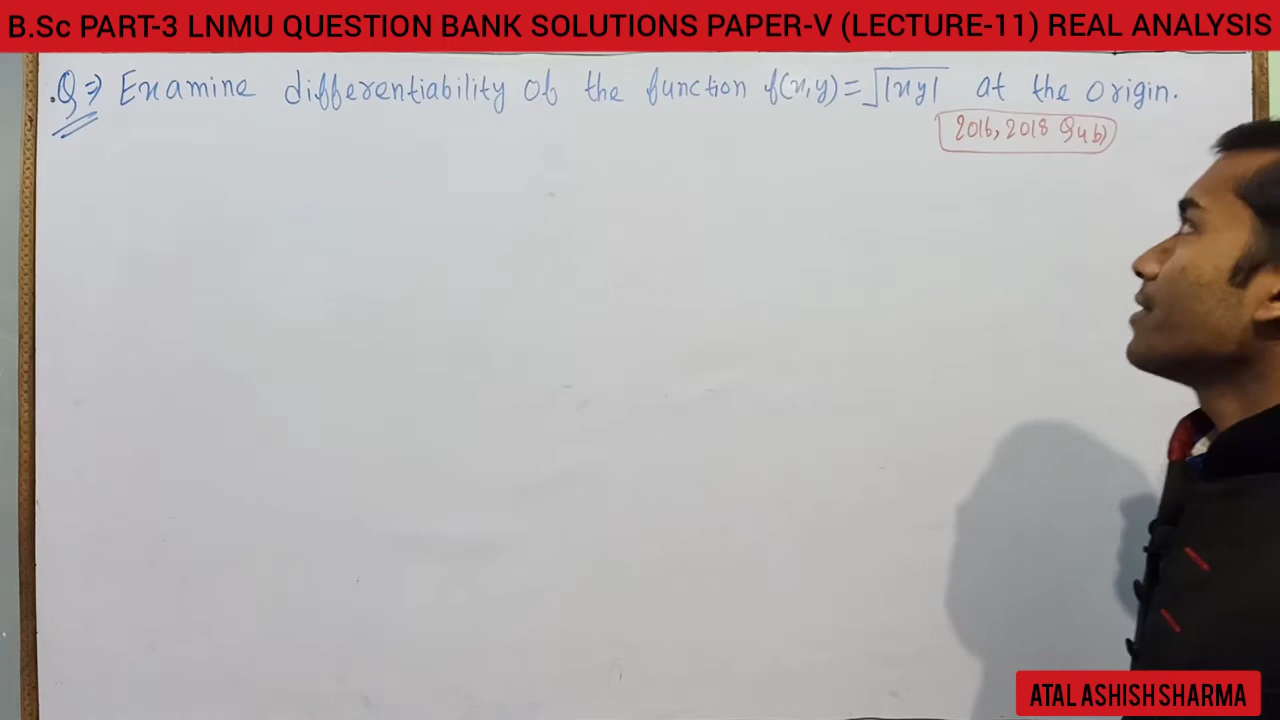 B.Sc PART-3 LNMU QUESTION BANK SOLUTIONS PAPER-V (LECTURE-11) REAL ANALYSIS
Q⇒ Examine differentiability of the function f(x,y)=√|xy| at the origin.
2016, 2018 Q4b)
ATAL ASHISH SHARMA